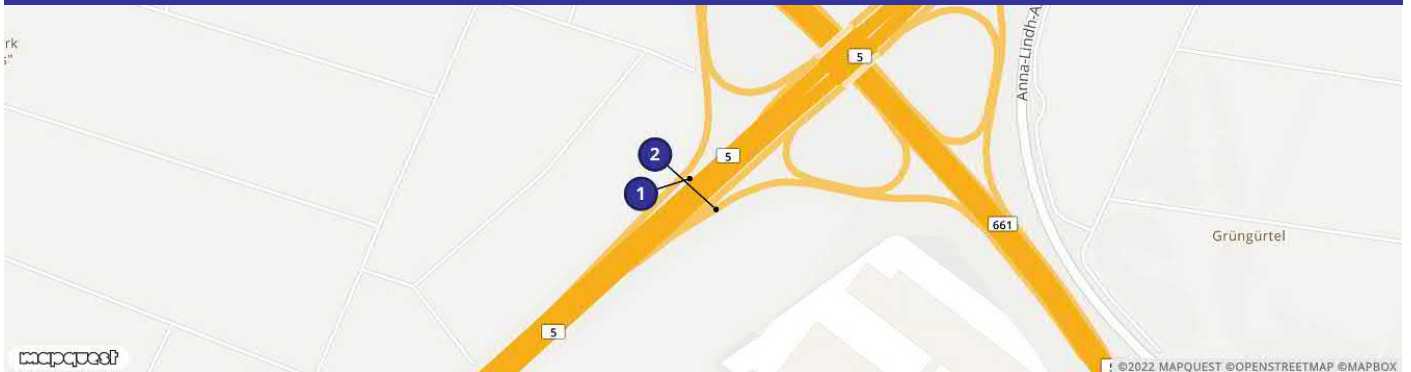 rk
s"
5
Anna-Lindh-A
2
5
1
661
Grüngürtel
5
mapquest
©2022 MAPQUEST ©OPENSTREETMAP ©MAPBOX